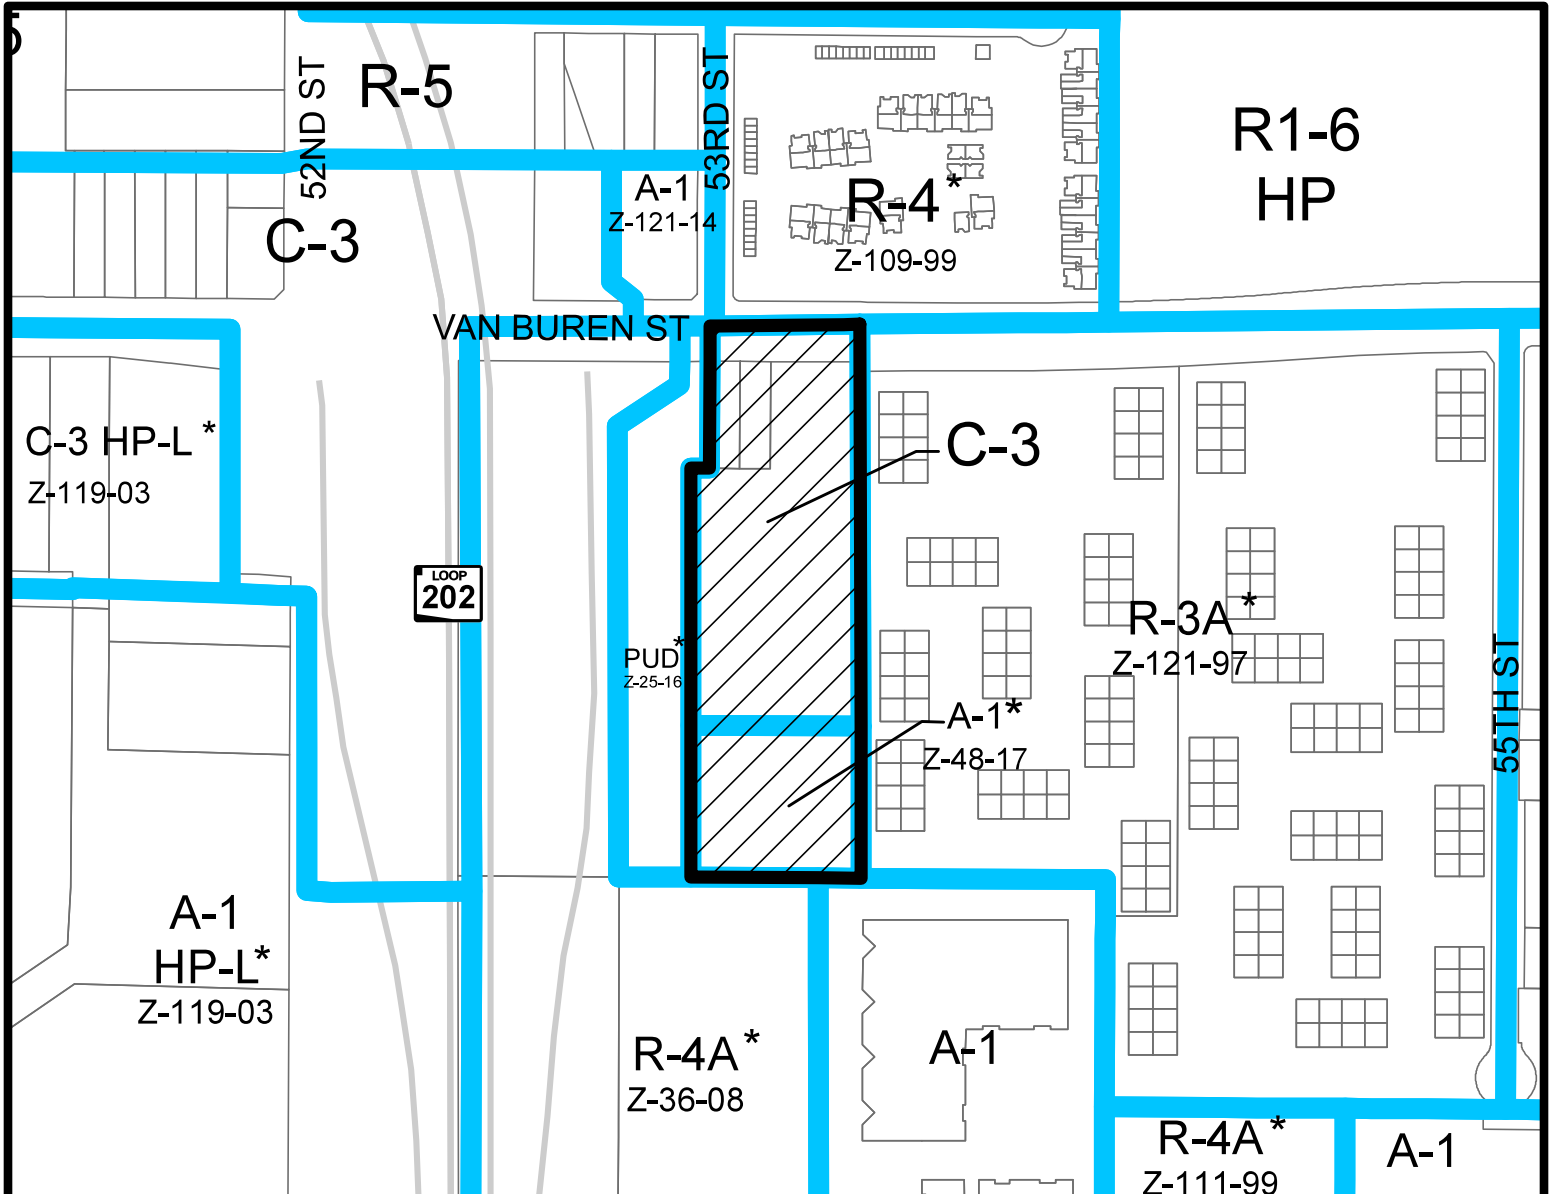 5
R-5
52ND ST
53RD ST
R1-6
HP
A-1
Z-121-14
R-4*
Z-109-99
C-3
VAN BUREN ST
C-3 HP-L *
Z-119-03
C-3
LOOP
202
PUD*
Z-25-16
R-3A*
Z-121-97
55TH ST
A-1*
Z-48-17
A-1
HP-L*
Z-119-03
R-4A*
Z-36-08
A-1
R-4A*
Z-111-99
A-1